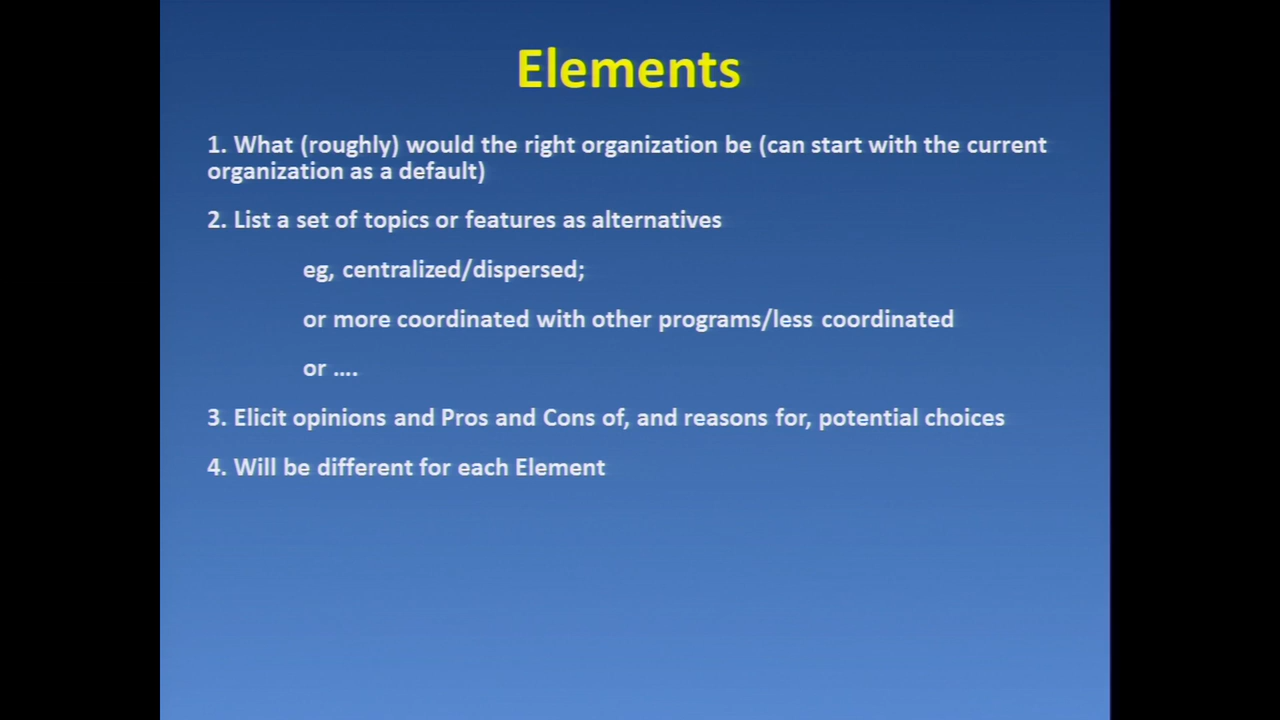 Elements
1. What (roughly) would the right organization be (can start with the current
organization as a default)
2. List a set of topics or features as alternatives
eg, centralized/dispersed;
or more coordinated with other programs/less coordinated
or ....
3. Elicit opinions and Pros and Cons of, and reasons for, potential choices
4. Will be different for each Element